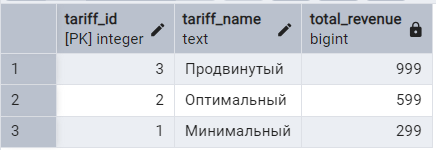 tariff_id
[PK] integer
tariff_name
text
total_revenue
bigint
1 3 Продвинутый 999
2 2 Оптимальный 599
3 1 Минимальный 299